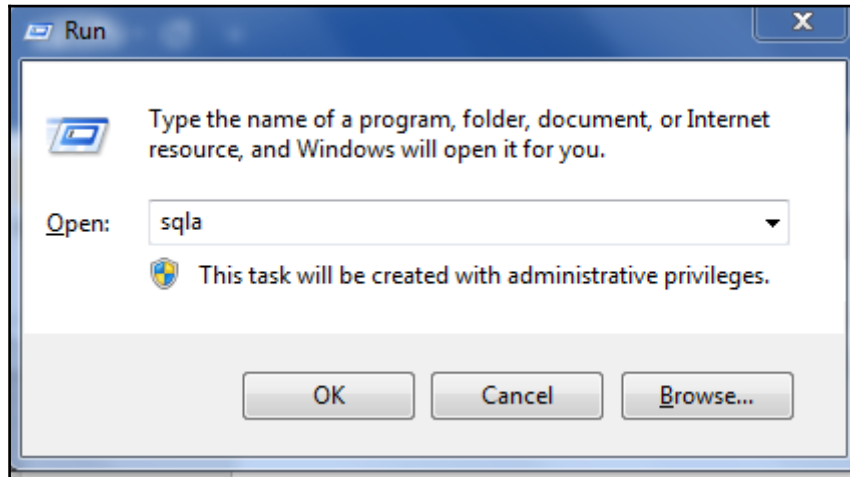 Run
Type the name of a program, folder, document, or Internet
resource, and Windows will open it for you.
Open:
sqla
This task will be created with administrative privileges.
OK
Cancel
Browse...